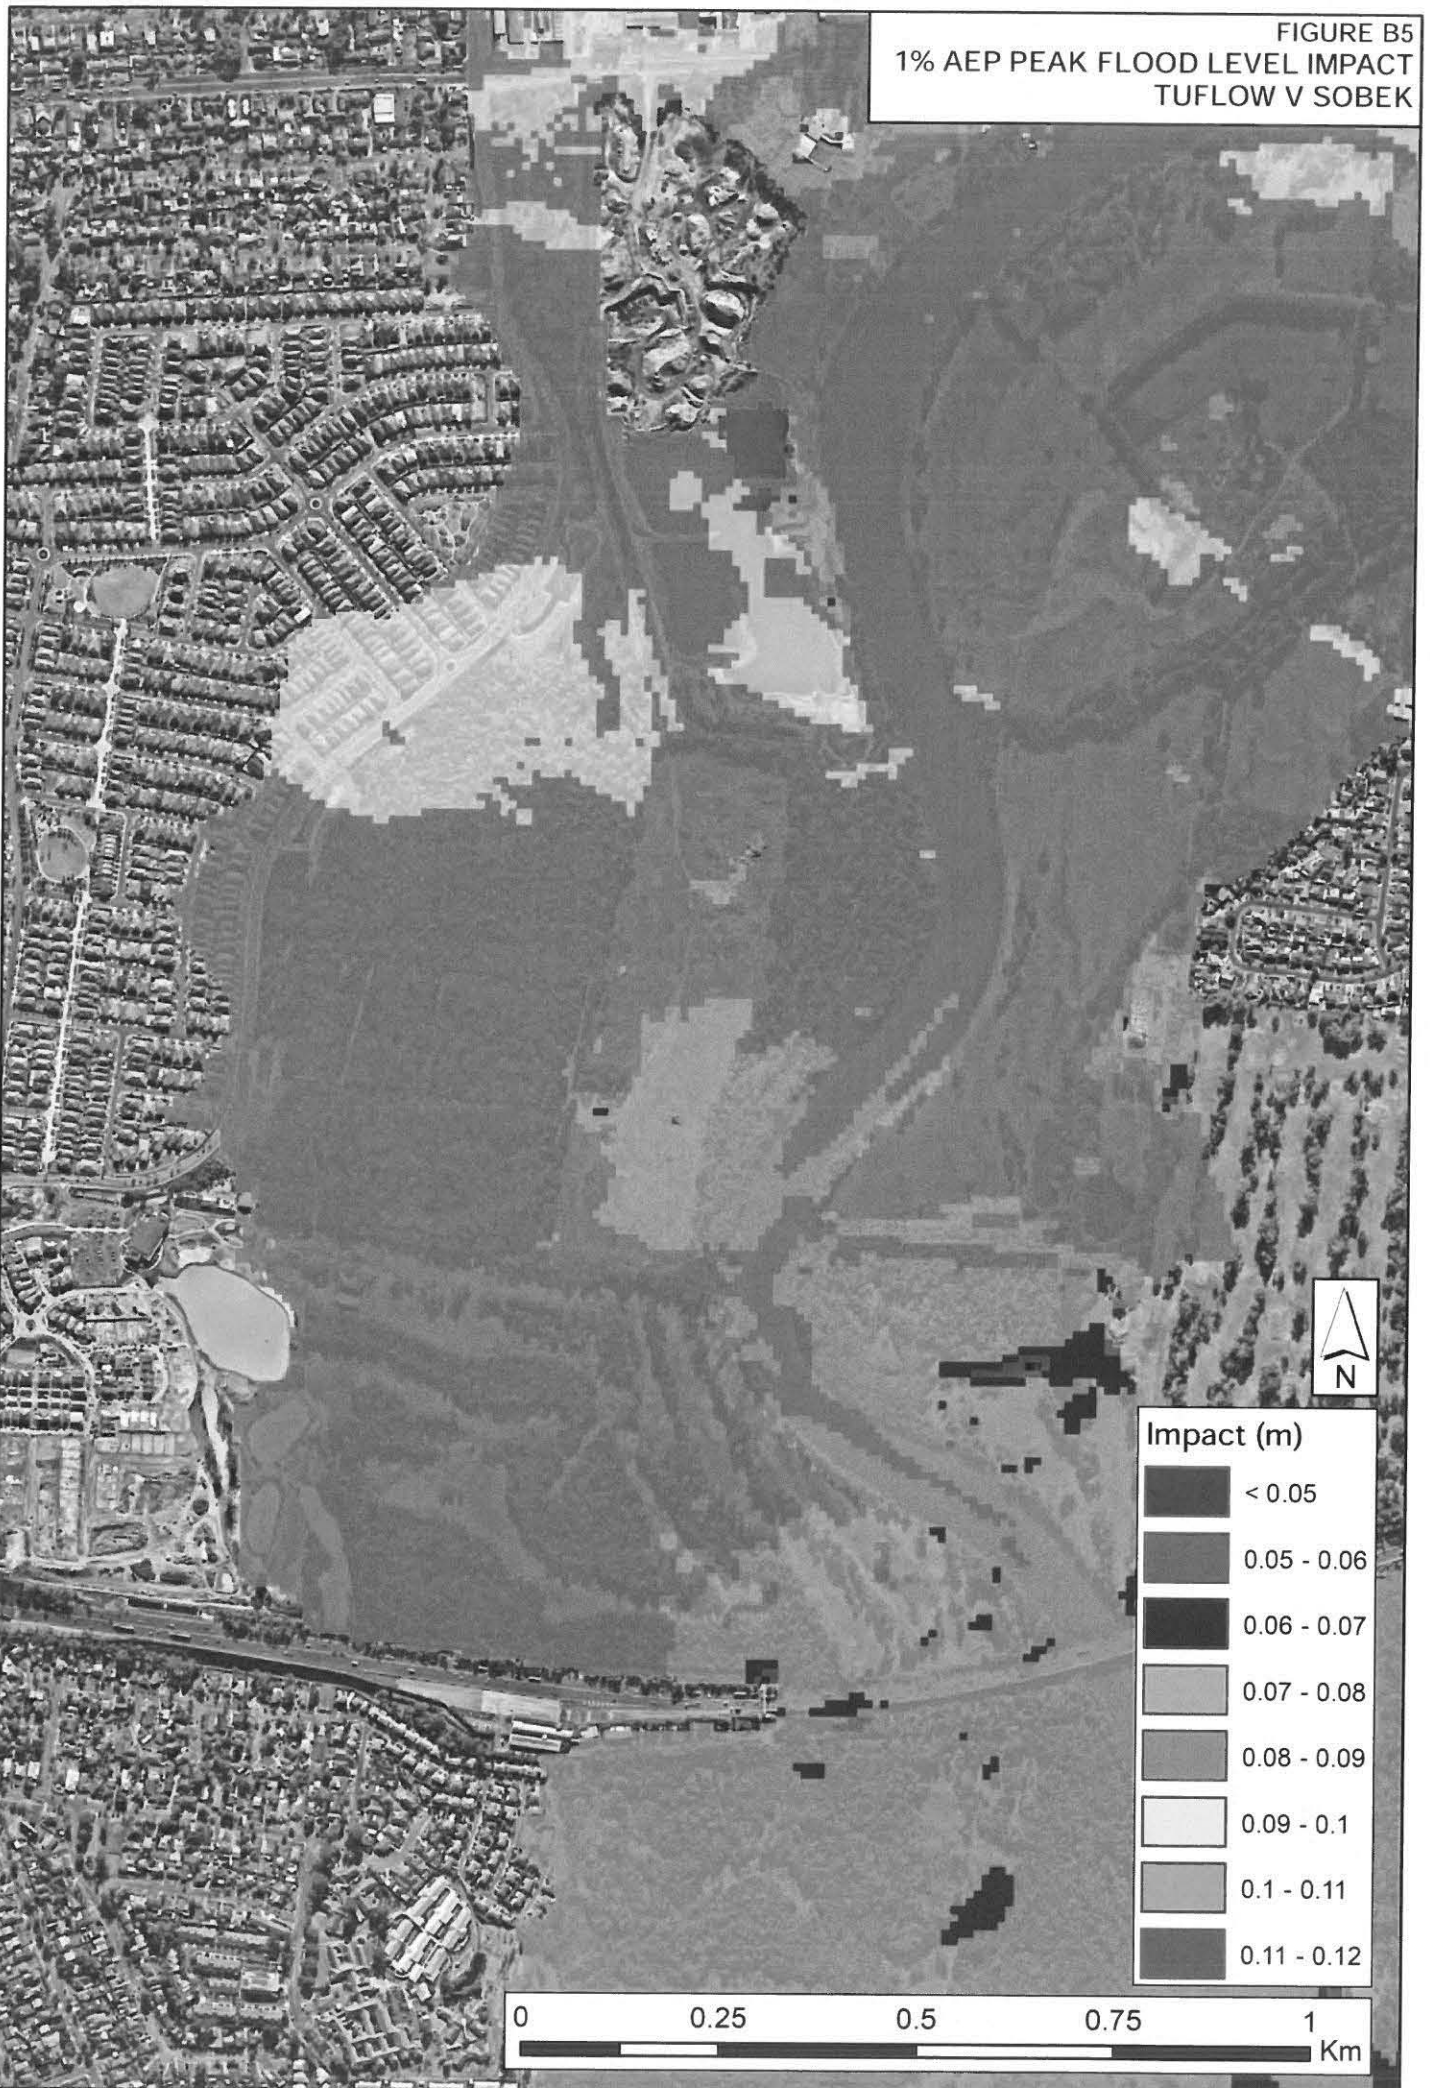 FIGURE B5
1% AEP PEAK FLOOD LEVEL IMPACT
TUFLOW V SOBEK
N
Impact (m)
< 0.05
0.05 - 0.06
0.06 - 0.07
0.07 - 0.08
0.08 - 0.09
0.09 - 0.1
0.1 - 0.11
0.11 - 0.12
0 0.25 0.5 0.75 1
Km